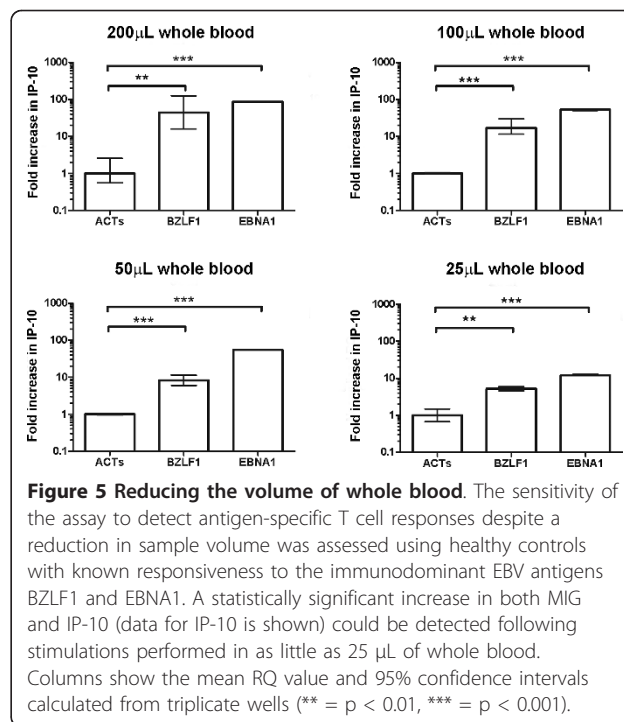 200μL whole blood
***
**
Fold increase in IP-10
1000
100
10
1
0.1
ACTs BZLF1 EBNA1
100μL whole blood
***
***
Fold increase in IP-10
1000
100
10
1
0.1
ACTs BZLF1 EBNA1
50μL whole blood
***
***
Fold increase in IP-10
1000
100
10
1
0.1
ACTs BZLF1 EBNA1
25μL whole blood
***
**
Fold increase in IP-10
1000
100
10
1
0.1
ACTs BZLF1 EBNA1
Figure 5 Reducing the volume of whole blood. The sensitivity of
the assay to detect antigen-specific T cell responses despite a
reduction in sample volume was assessed using healthy controls
with known responsiveness to the immunodominant EBV antigens
BZLF1 and EBNA1. A statistically significant increase in both MIG
and IP-10 (data for IP-10 is shown) could be detected following
stimulations performed in as little as 25 μL of whole blood.
Columns show the mean RQ value and 95% confidence intervals
calculated from triplicate wells (** = p < 0.01, *** = p < 0.001).